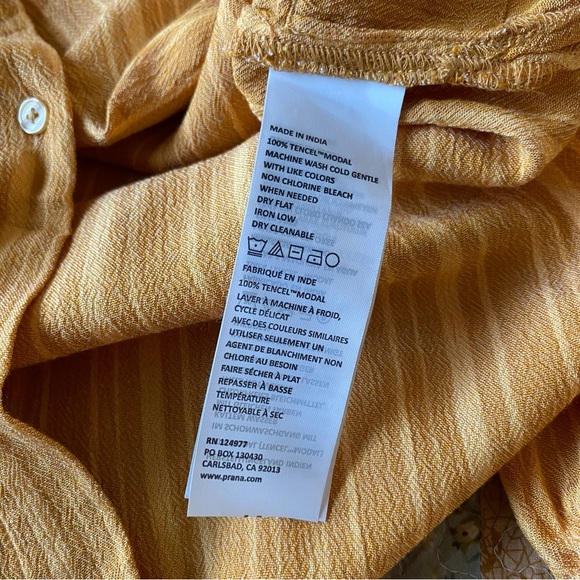 MADE IN INDIA
100% TENCEL™MODAL
MACHINE WASH COLD GENTLE
WITH LIKE COLORS
NON CHLORINE BLEACH
WHEN NEEDED
DRY FLAT
IRON LOW
DRY CLEANABLE
FABRIQUÉ EN INDE
100% TENCEL™MODAL
LAVER À MACHINE À FROID,
CYCLE DÉLICAT
AVEC DES COULEURS SIMILAIRES
UTILISER SEULEMENT UN
AGENT DE BLANCHIMENT NON
CHLORÉ AU BESOIN
FAIRE SÉCHER À PLAT
REPASSER À BASSE
TEMPÉRATURE
NETTOYABLE À SEC
RN 124977
PO BOX 130430
CARLSBAD, CA 92013
www.prana.com